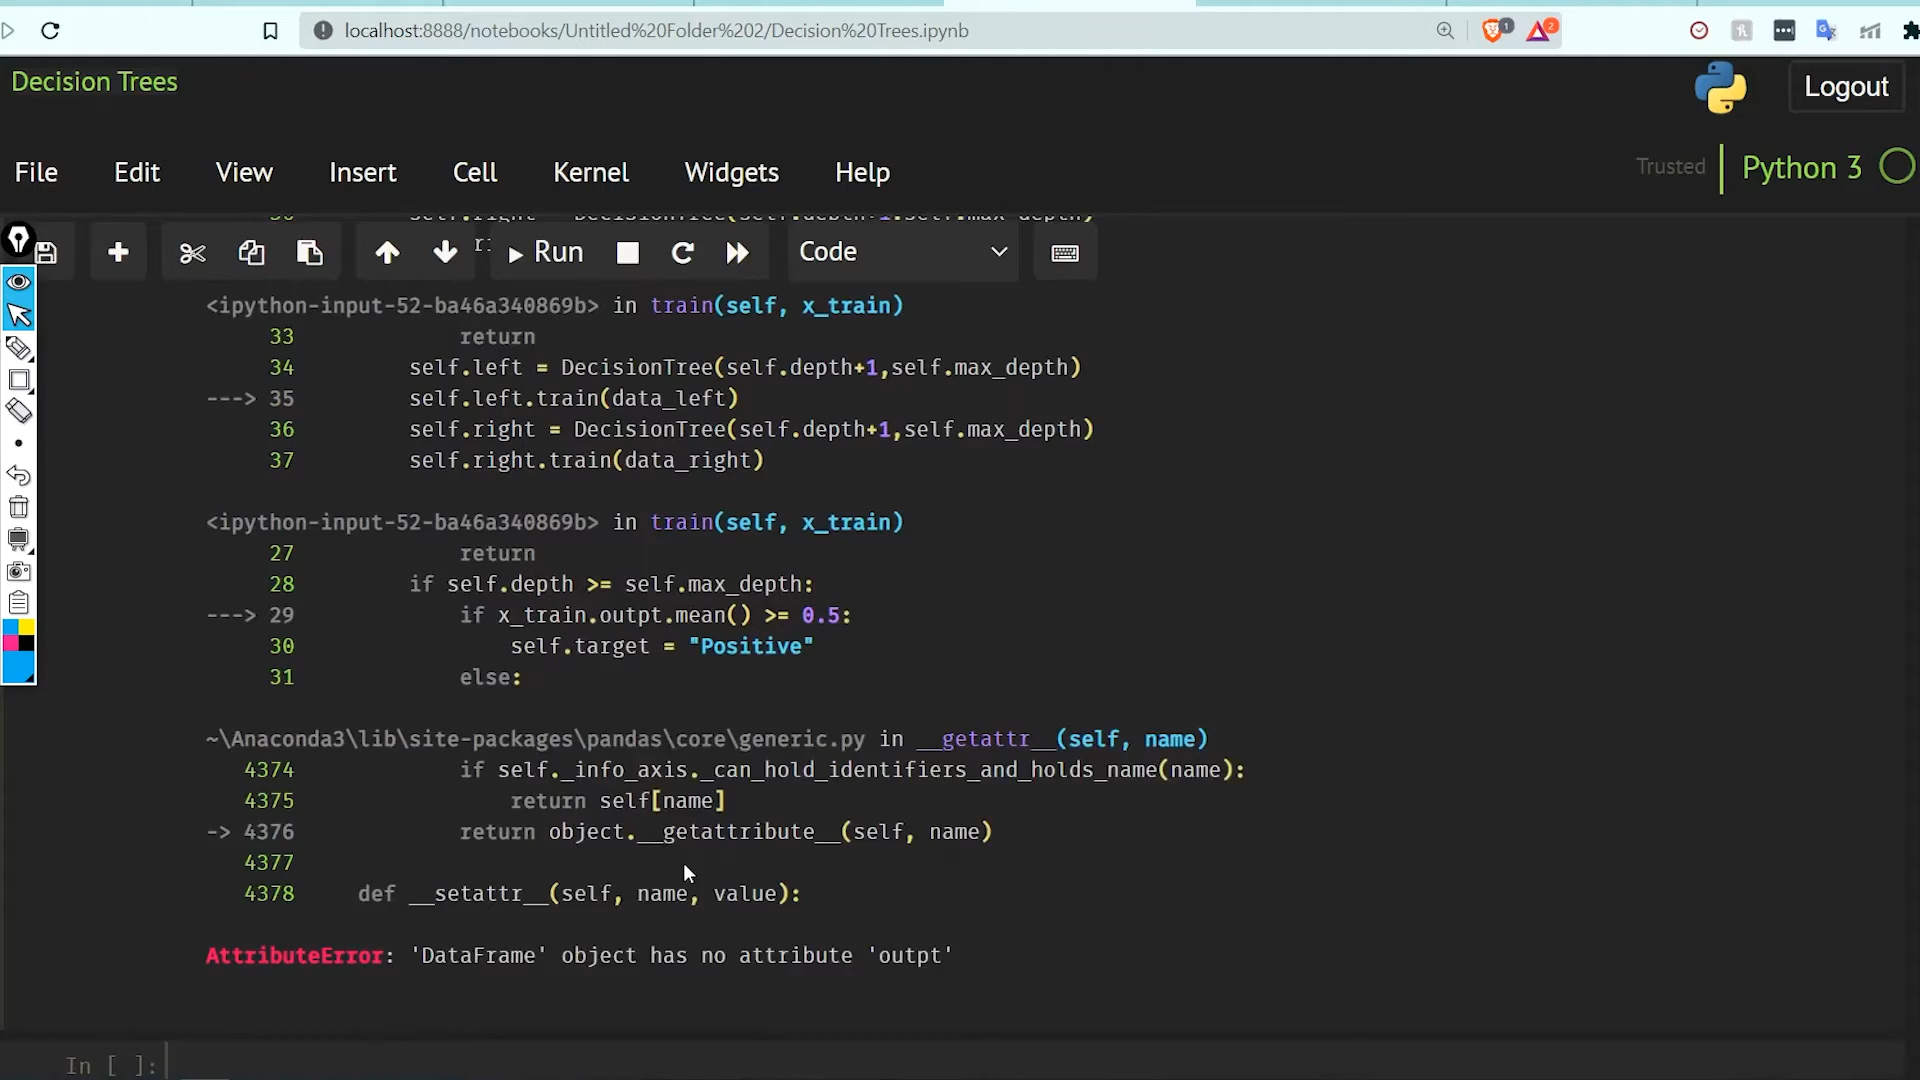 localhost:8888/notebooks/Untitled%20Folder%202/Decision%20Trees.ipynb
1
2
Decision Trees
Logout
File Edit View Insert Cell Kernel Widgets Help
Trusted
Python 3
Run
Code
<ipython-input-52-ba46a340869b> in train(self, x_train)
33 return
34 self.left = DecisionTree(self.depth+1,self.max_depth)
---> 35 self.left.train(data_left)
36 self.right = DecisionTree(self.depth+1,self.max_depth)
37 self.right.train(data_right)
<ipython-input-52-ba46a340869b> in train(self, x_train)
27 return
28 if self.depth >= self.max_depth:
---> 29 if x_train.outpt.mean() >= 0.5:
30 self.target = "Positive"
31 else:
~\Anaconda3\lib\site-packages\pandas\core\generic.py in __getattr__(self, name)
4374 if self._info_axis._can_hold_identifiers_and_holds_name(name):
4375 return self[name]
-> 4376 return object.__getattribute__(self, name)
4377
4378 def __setattr__(self, name, value):
AttributeError: 'DataFrame' object has no attribute 'outpt'
In [ ]: